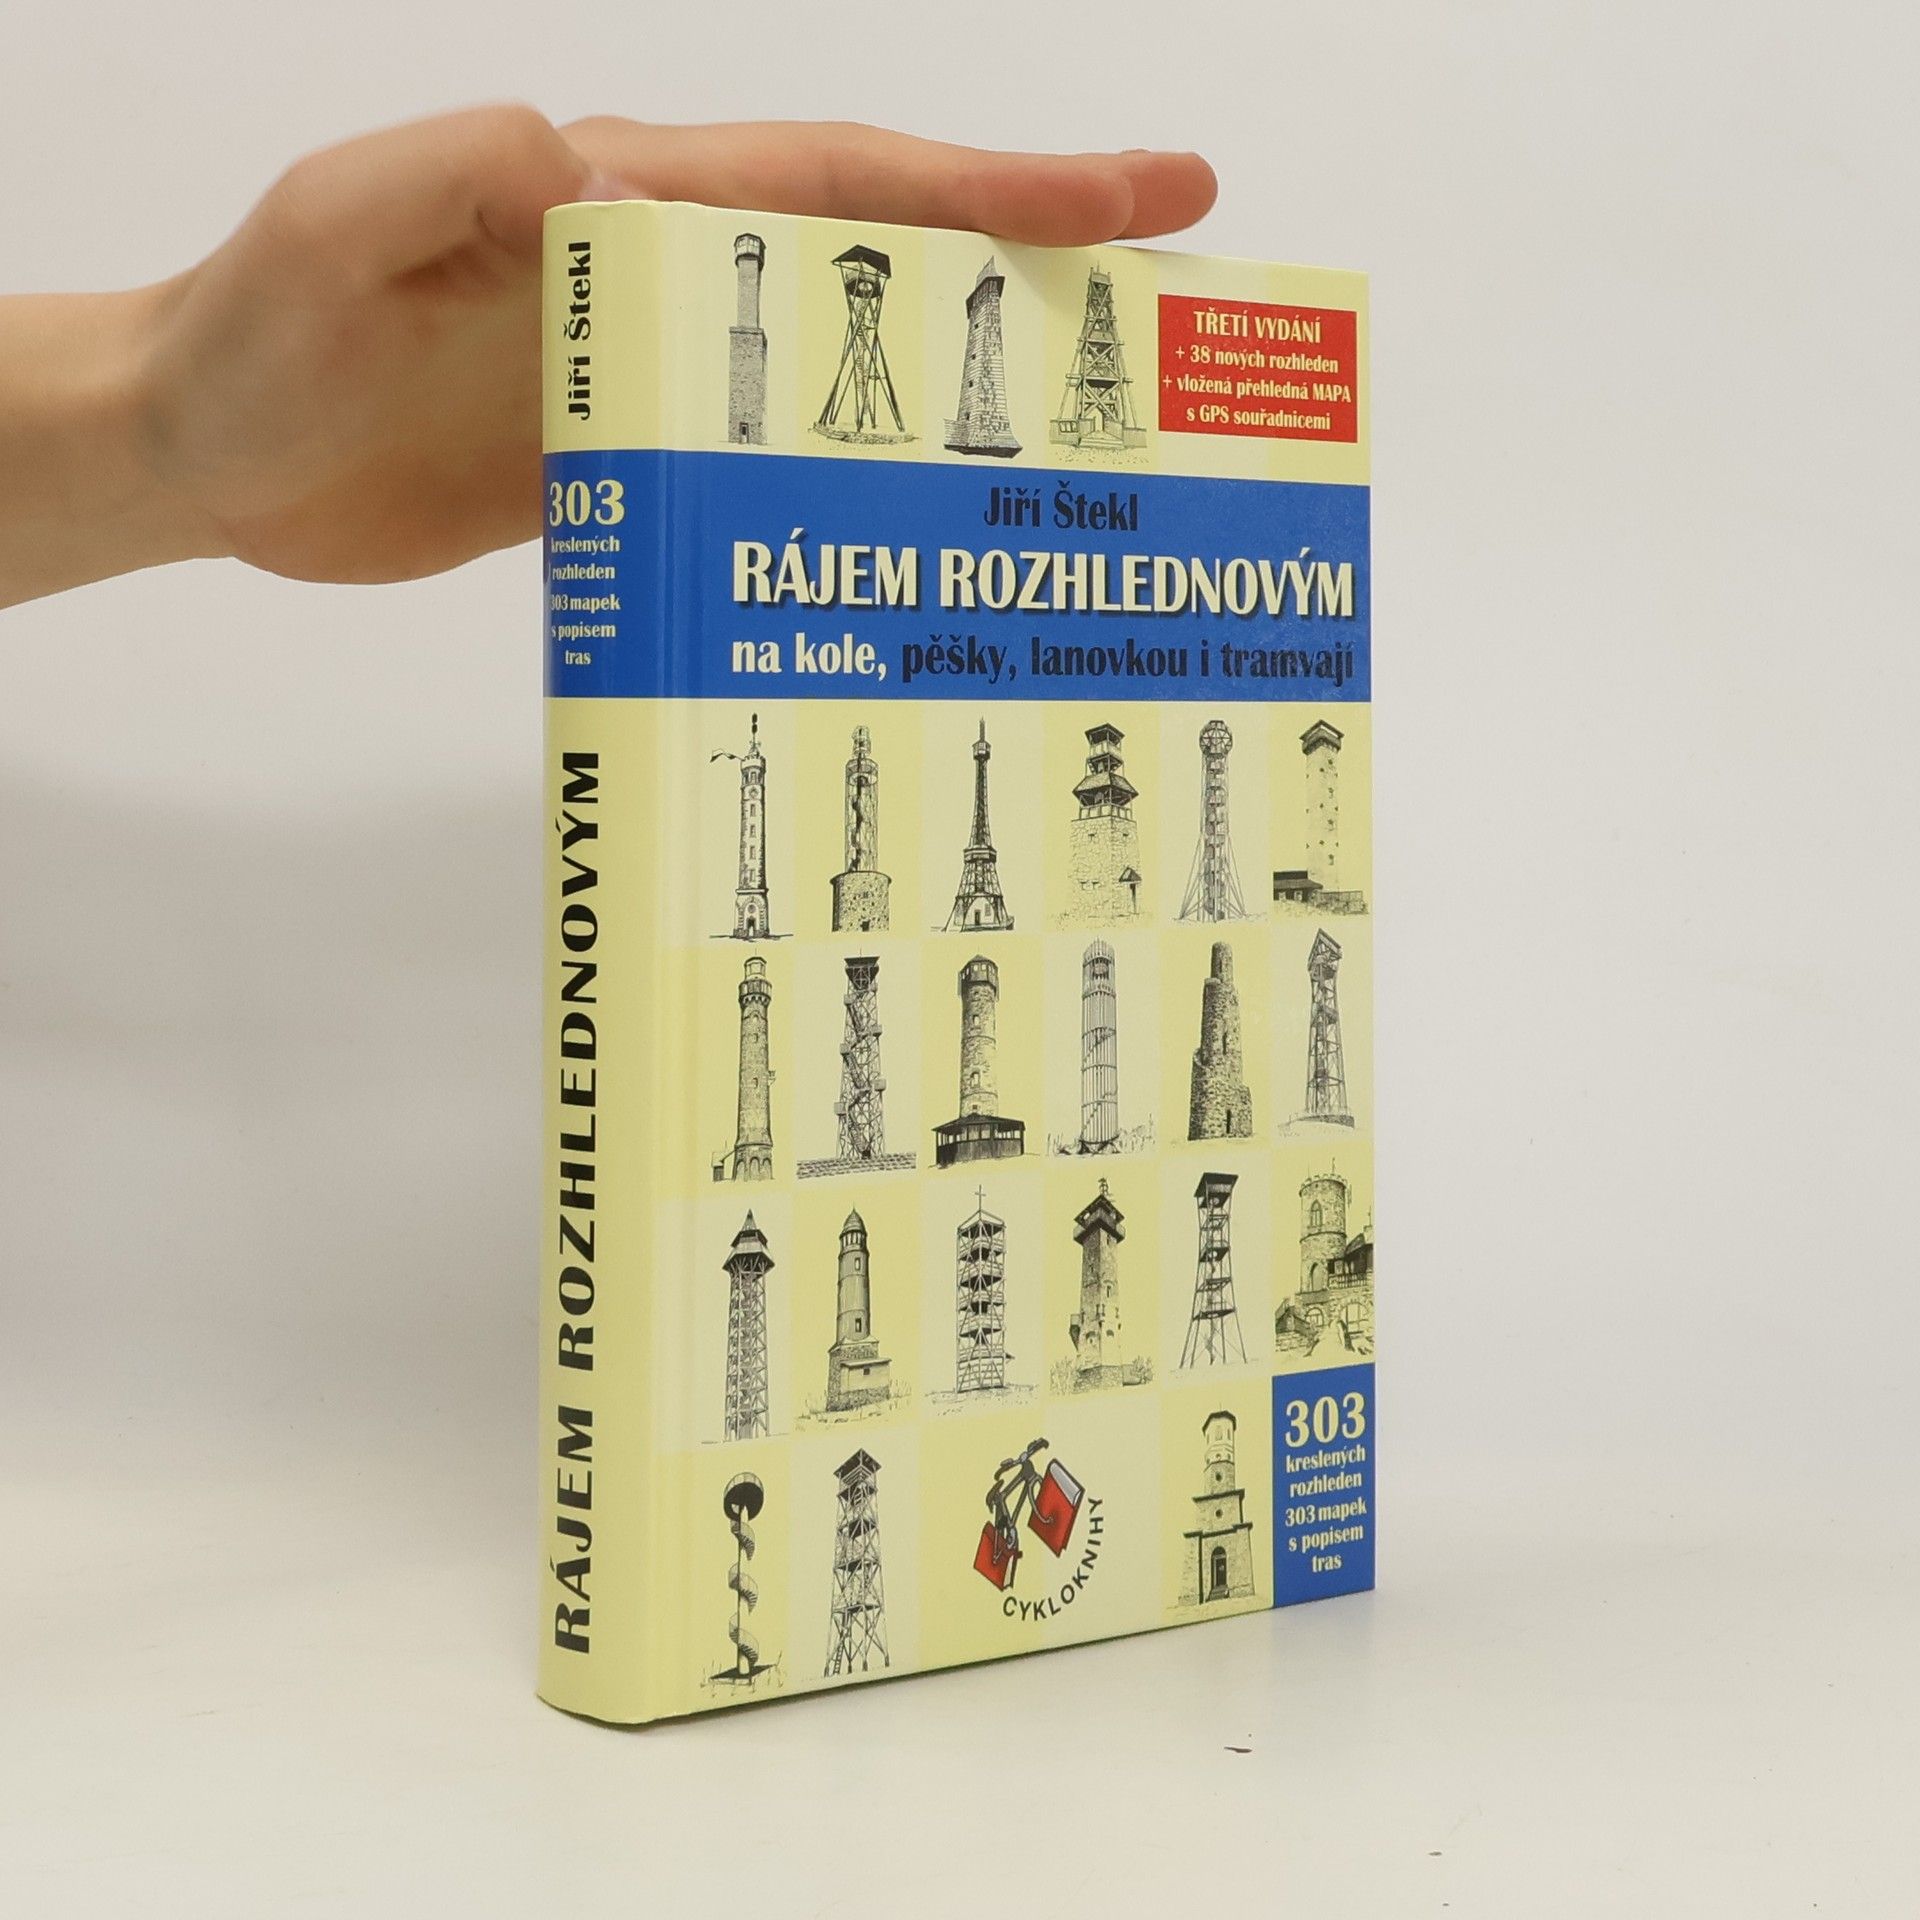 Jiří Štekl
303
kreslených
rozhleden
303 mapek
s popisem
tras
RÁJEM ROZHLEDNOVÝM
TŘETÍ VYDÁNÍ
+ 38 nových rozhleden
+ vložená přehledná MAPA
s GPS souřadnicemi
Jiří Štekl
RÁJEM ROZHLEDNOVÝM
na kole, pěšky, lanovkou i tramvají
CYKLOKNIHY
303
kreslených
rozhleden
303 mapek
s popisem
tras